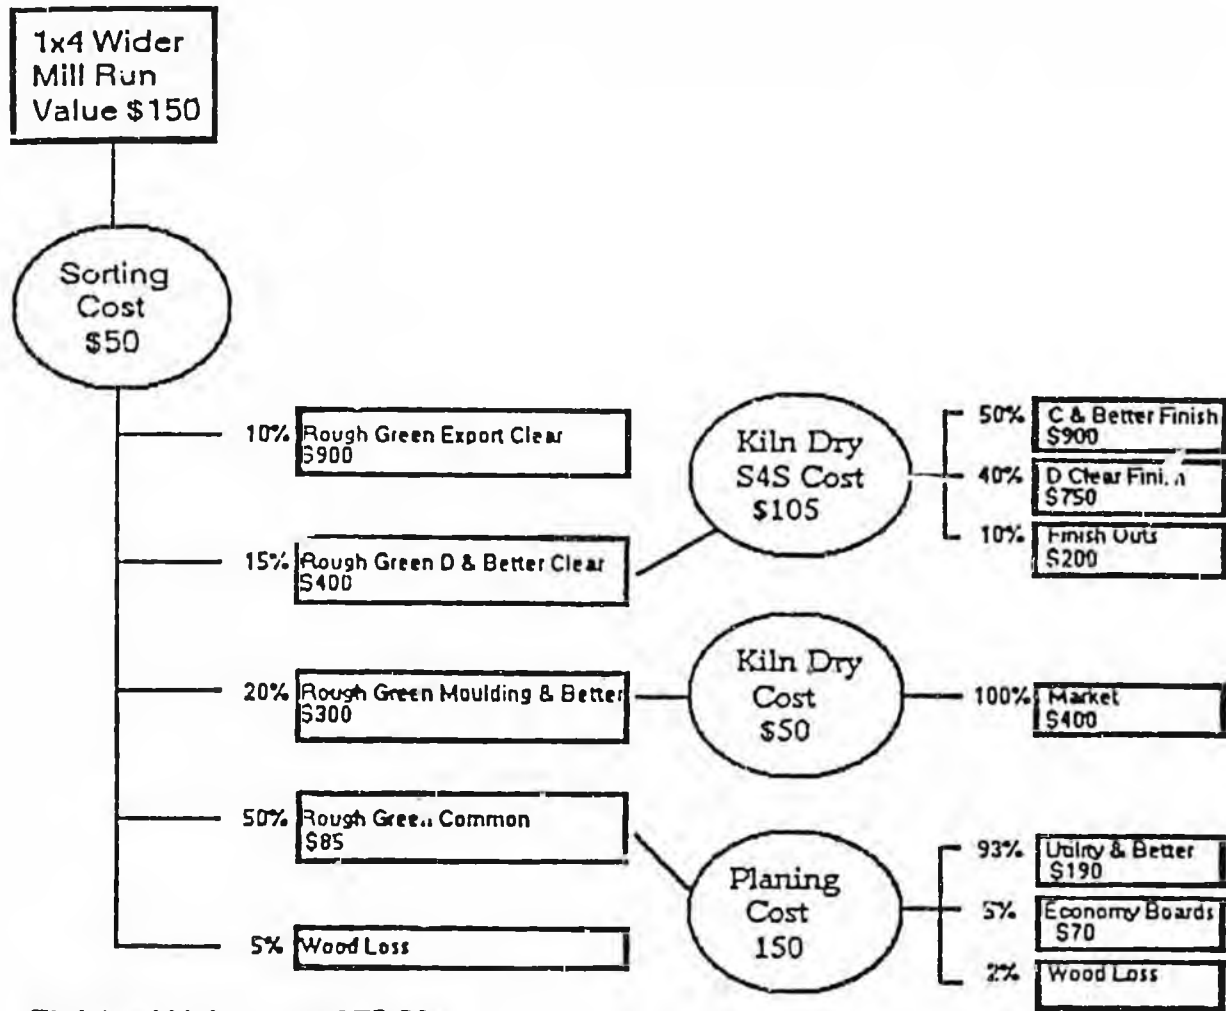 1x4 Wider
Mill Run
Value $150
Sorting
Cost
$50
10% Rough Green Export Clear
$900
15% Rough Green D & Better Clear
$400
20% Rough Green Moulding & Better
$300
50% Rough Green Common
$85
5% Wood Loss
Kiln Dry
S4S Cost
$105
50% C & Better Finish
$900
40% D Clear
$750
10% Finish Outs
$200
Kiln Dry
Cost
$50
100% Market
$400
Planing
Cost
150
93% Utility & Better
$190
5% Economy Boards
$70
2% Wood Loss